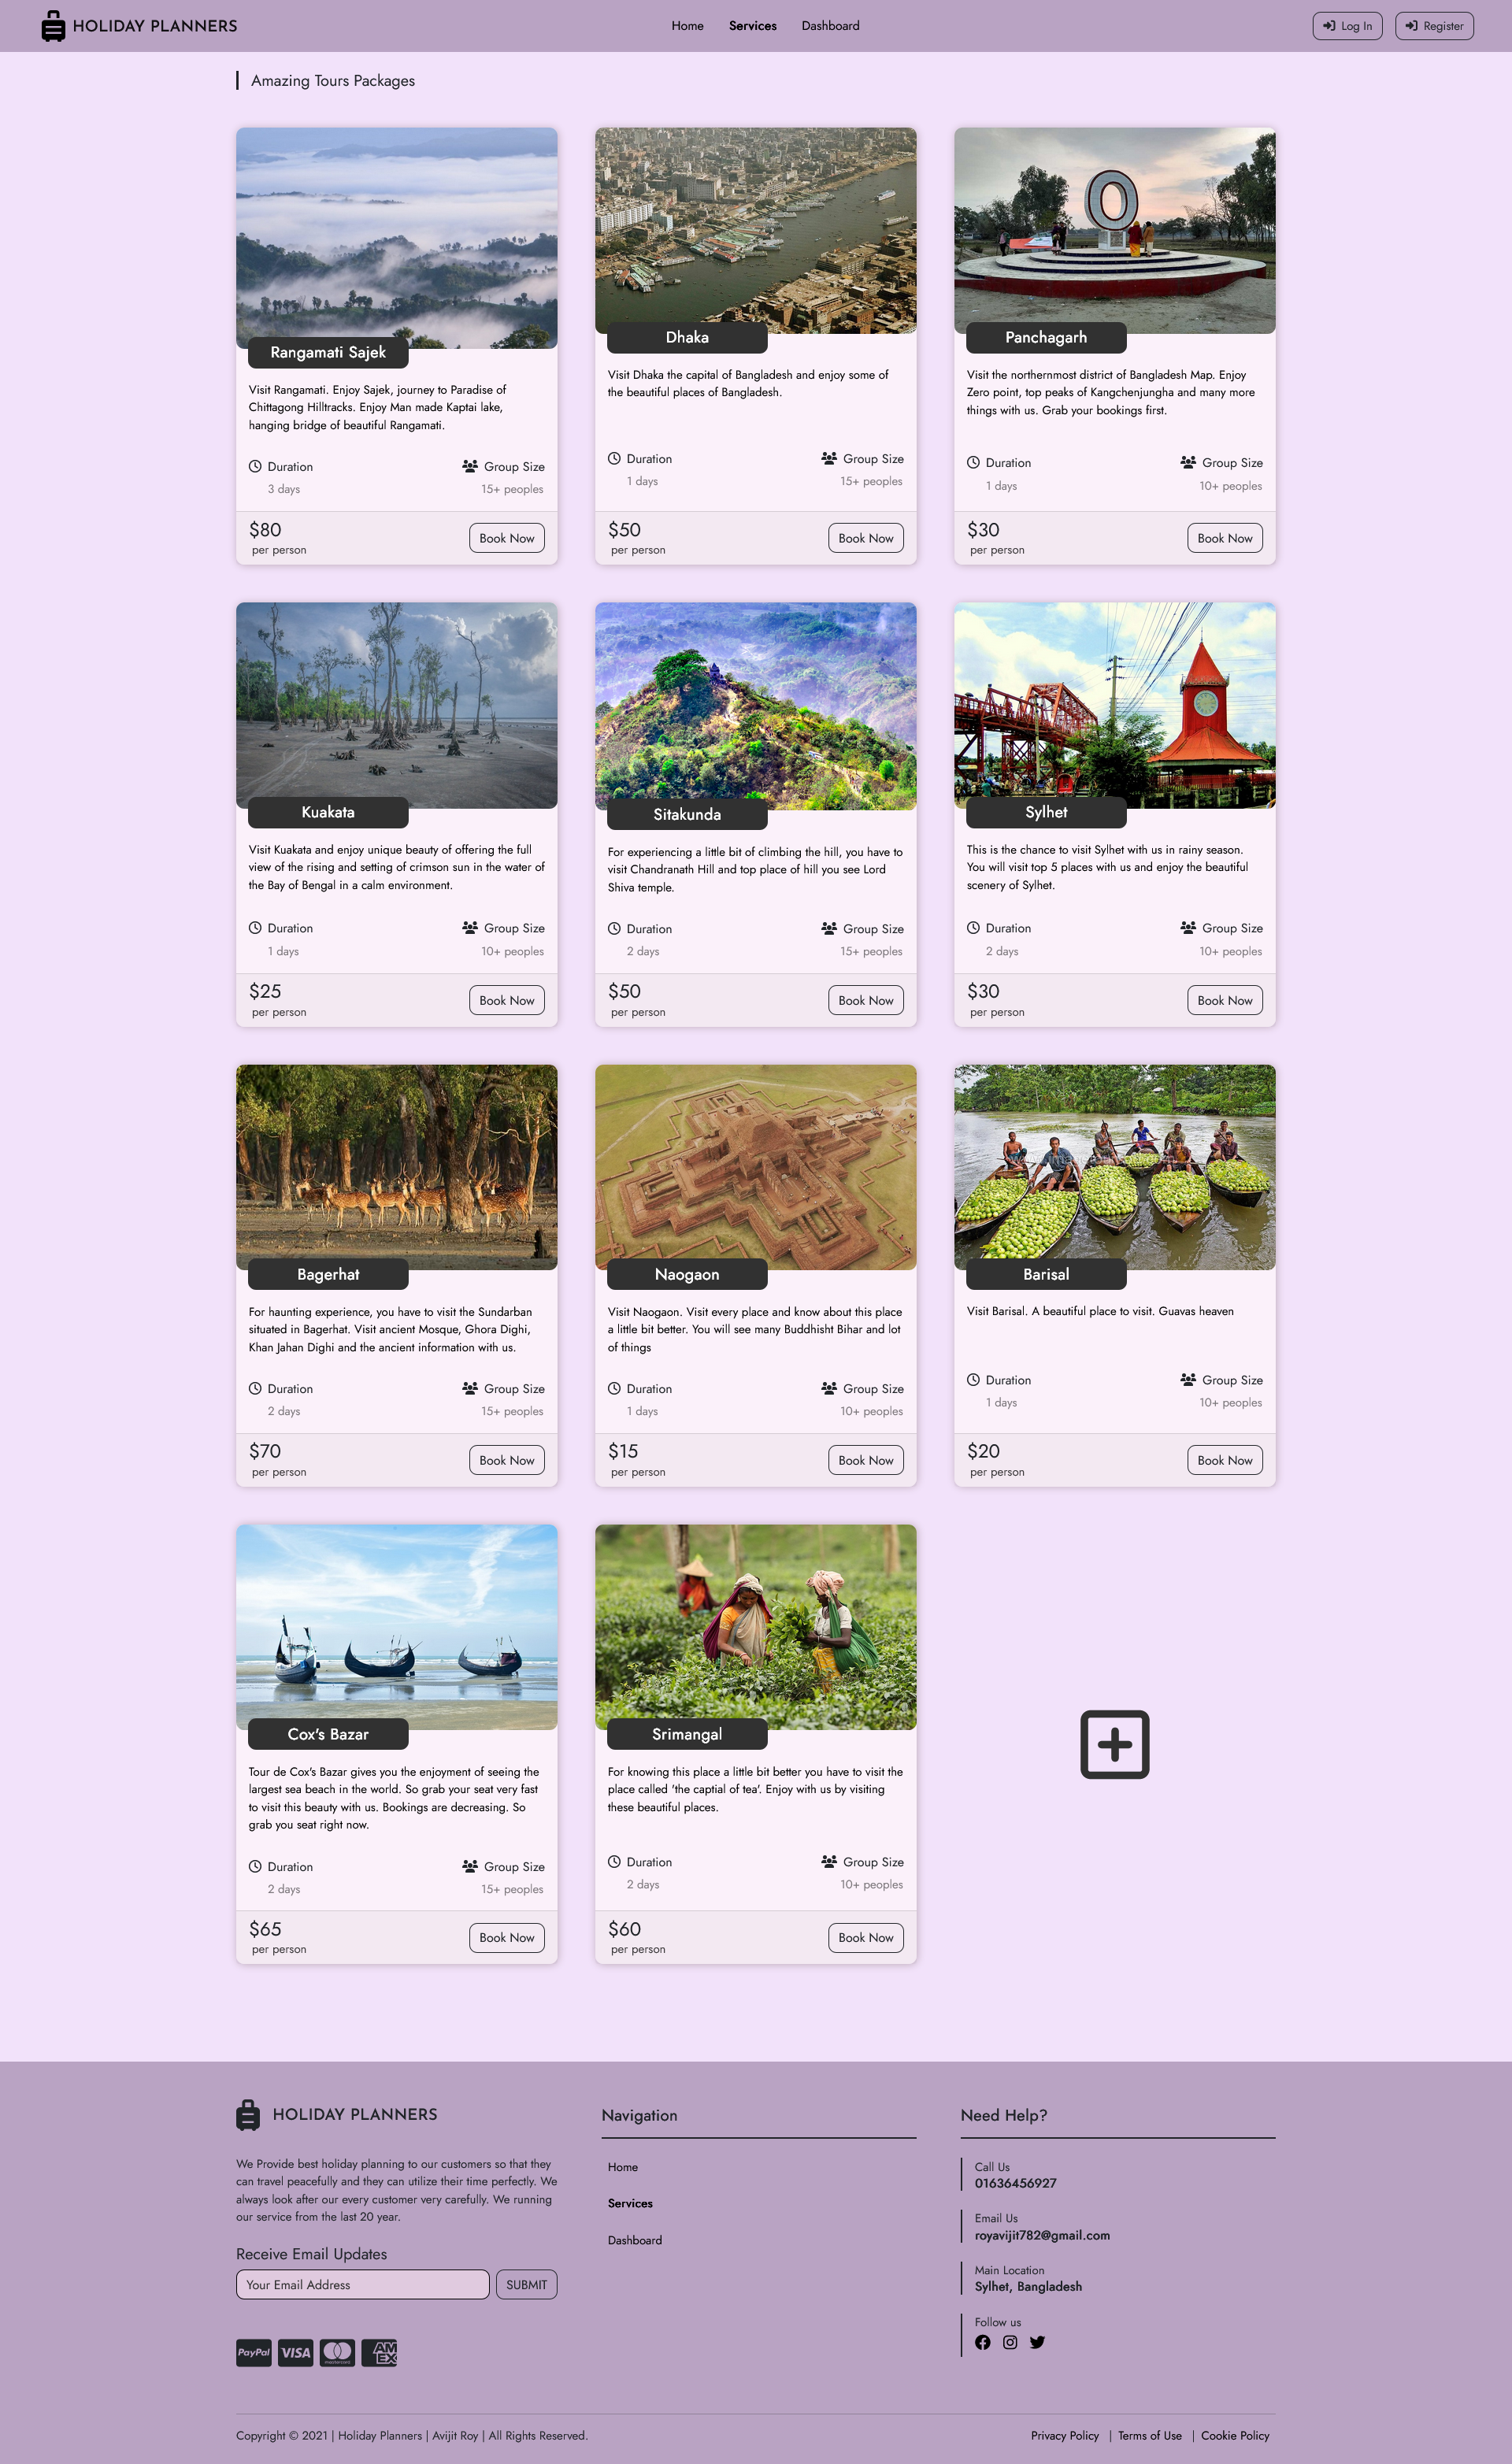 HOLIDAY PLANNERS
Home Services Dashboard
Log In Register
Amazing Tours Packages
Rangamati Sajek
Visit Rangamati. Enjoy Sajek, journey to Paradise of
Chittagong Hilltracks. Enjoy Man made Kaptai lake,
hanging bridge of beautiful Rangamati.
Duration Group Size
3 days 15+ peoples
$80
per person
Book Now
Dhaka
Visit Dhaka the capital of Bangladesh and enjoy some of
the beautiful places of Bangladesh.
Duration Group Size
1 days 15+ peoples
$50
per person
Book Now
Panchagarh
Visit the northernmost district of Bangladesh Map. Enjoy
Zero point, top peaks of Kangchenjungha and many more
things with us. Grab your bookings first.
Duration Group Size
1 days 10+ peoples
$30
per person
Book Now
Kuakata
Visit Kuakata and enjoy unique beauty of offering the full
view of the rising and setting of crimson sun in the water of
the Bay of Bengal in a calm environment.
Duration Group Size
1 days 10+ peoples
$25
per person
Book Now
Sitakunda
For experiencing a little bit of climbing the hill, you have to
visit Chandranath Hill and top place of hill you see Lord
Shiva temple.
Duration Group Size
2 days 15+ peoples
$50
per person
Book Now
Sylhet
This is the chance to visit Sylhet with us in rainy season.
You will visit top 5 places with us and enjoy the beautiful
scenery of Sylhet.
Duration Group Size
2 days 10+ peoples
$30
per person
Book Now
Bagerhat
For haunting experience, you have to visit the Sundarban
situated in Bagerhat. Visit ancient Mosque, Ghora Dighi,
Khan Jahan Dighi and the ancient information with us.
Duration Group Size
2 days 15+ peoples
$70
per person
Book Now
Naogaon
Visit Naogaon. Visit every place and know about this place
a little bit better. You will see many Buddhisht Bihar and lot
of things
Duration Group Size
1 days 10+ peoples
$15
per person
Book Now
Barisal
Visit Barisal. A beautiful place to visit. Guavas heaven
Duration Group Size
1 days 10+ peoples
$20
per person
Book Now
Cox's Bazar
Tour de Cox's Bazar gives you the enjoyment of seeing the
largest sea beach in the world. So grab your seat very fast
to visit this beauty with us. Bookings are decreasing. So
grab you seat right now.
Duration Group Size
2 days 15+ peoples
$65
per person
Book Now
Srimangal
For knowing this place a little bit better you have to visit the
place called 'the captial of tea'. Enjoy with us by visiting
these beautiful places.
Duration Group Size
2 days 10+ peoples
$60
per person
Book Now
HOLIDAY PLANNERS
We Provide best holiday planning to our customers so that they
can travel peacefully and they can utilize their time perfectly. We
always look after our every customer very carefully. We running
our service from the last 20 year.
Receive Email Updates
Your Email Address SUBMIT
PayPal VISA mastercard AMEX
Navigation
Home
Services
Dashboard
Need Help?
Call Us
01636456927
Email Us
royavijit782@gmail.com
Main Location
Sylhet, Bangladesh
Follow us
Copyright © 2021 | Holiday Planners | Avijit Roy | All Rights Reserved.
Privacy Policy | Terms of Use | Cookie Policy